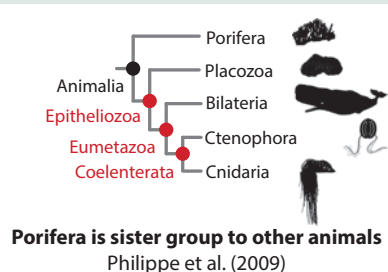 Porifera
Placozoa
Animalia
Bilateria
Epitheliozoa
Ctenophora
Eumetazoa
Coelenterata
Cnidaria
Porifera is sister group to other animals
Philippe et al. (2009)